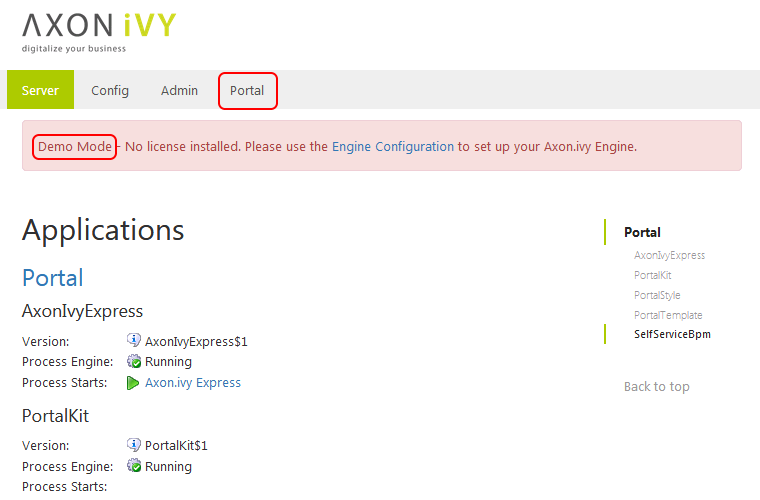 AXON iVY
digitalize your business
Server Config Admin Portal
Demo Mode - No license installed. Please use the Engine Configuration to set up your Axon.ivy Engine.
Applications
Portal
AxonIvyExpress
Version: AxonIvyExpress$1
Process Engine: Running
Process Starts: Axon.ivy Express
PortalKit
Version: PortalKit$1
Process Engine: Running
Process Starts:
Portal
AxonIvyExpress
PortalKit
PortalStyle
PortalTemplate
SelfServiceBpm
Back to top